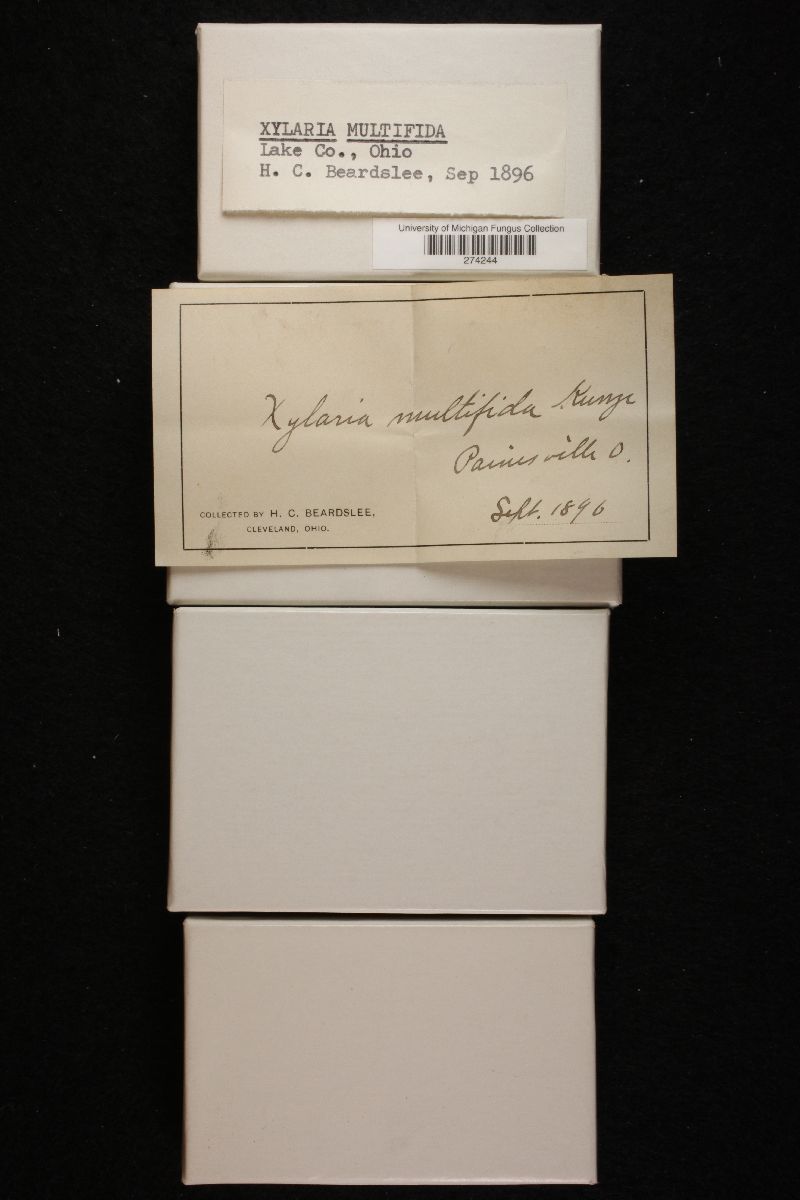 XYLARIA MULTIFIDA
Lake Co., Ohio
H. C. Beardslee, Sep 1896
University of Michigan Fungus Collection
274244
Xylaria multifida Kunze
Painesville O.
Sept. 1896
COLLECTED BY H. C. BEARDSLEE,
CLEVELAND, OHIO.